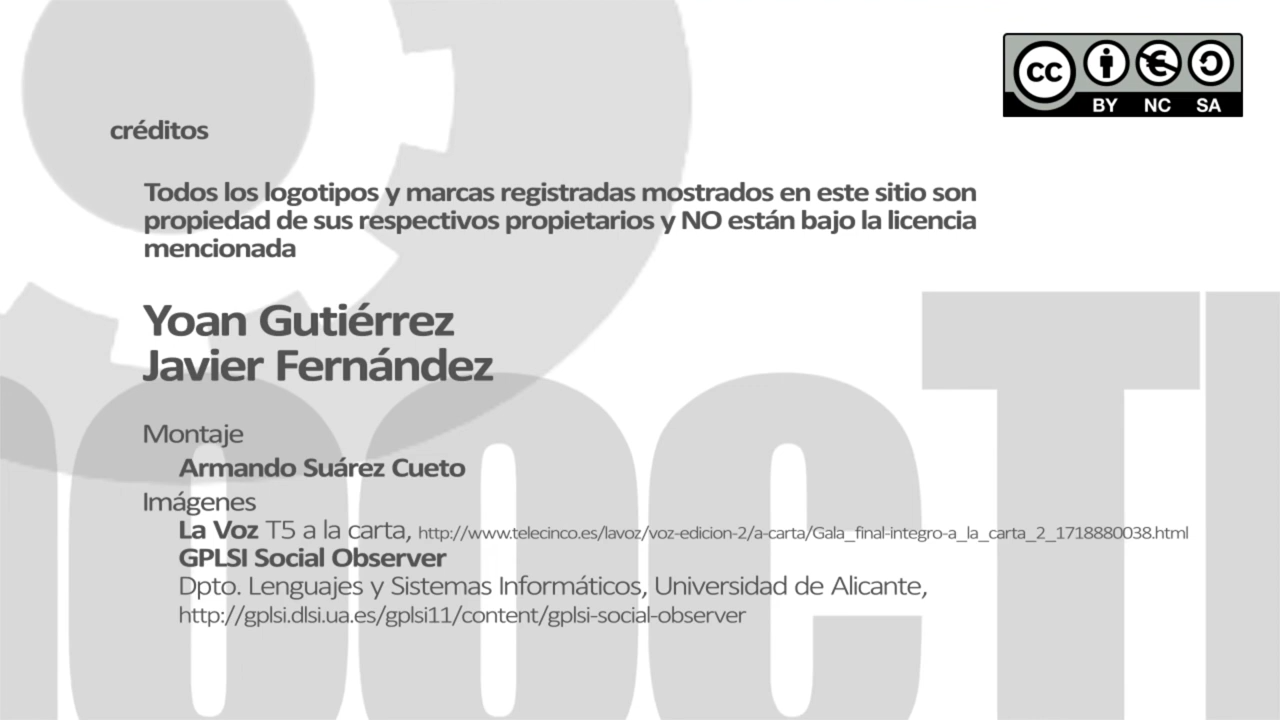 cc BY NC SA
créditos
Todos los logotipos y marcas registradas mostrados en este sitio son
propiedad de sus respectivos propietarios y NO están bajo la licencia
mencionada
Yoan Gutiérrez
Javier Fernández
Montaje
Armando Suárez Cueto
Imágenes
La Voz T5 a la carta, http://www.telecinco.es/lavoz/voz-edicion-2/a-carta/Gala_final-integro-a_la_carta_2_1718880038.html
GPLSI Social Observer
Dpto. Lenguajes y Sistemas Informáticos, Universidad de Alicante,
http://gplsi.dlsi.ua.es/gplsi11/content/gplsi-social-observer